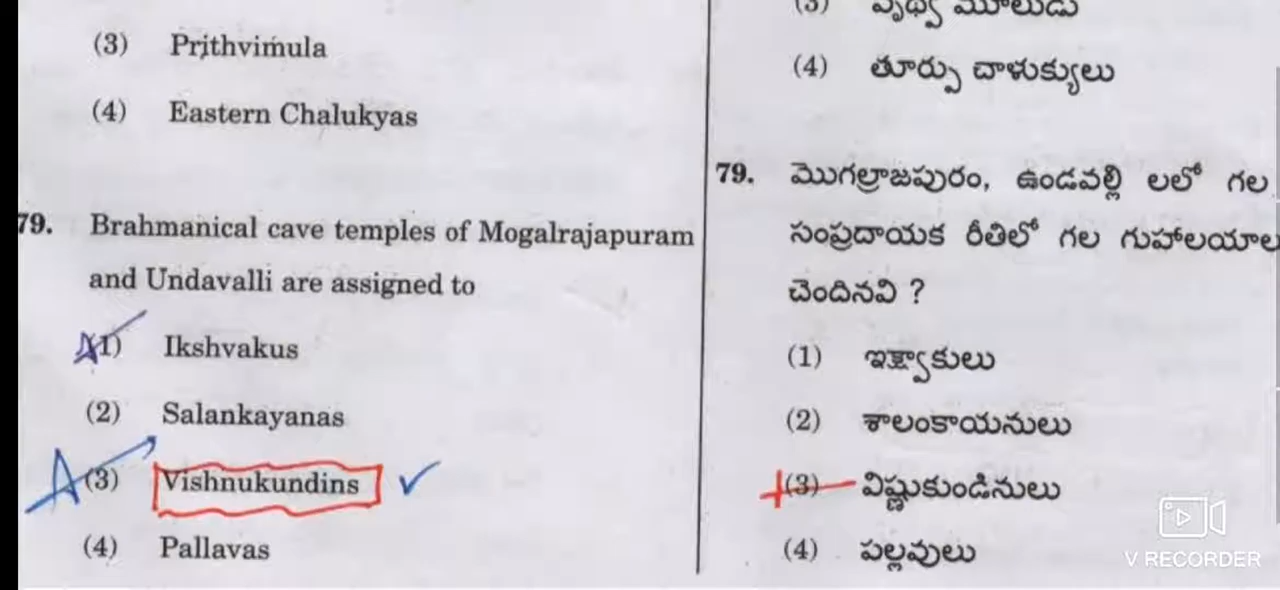 (3) Prithvimula
(4) Eastern Chalukyas
79. Brahmanical cave temples of Mogalrajapuram
and Undavalli are assigned to
(1) Ikshvakus
(2) Salankayanas
(3) Vishnukundins
(4) Pallavas
(4) తూర్పు చాళుక్యులు
79. మొగల్రాజపురం, ఉండవల్లి లలో గల
సంప్రదాయక రీతిలో గల గుహాలయాల
చెందినవి ?
(1) ఇక్ష్వాకులు
(2) శాలంకాయనులు
(3) విష్ణుకుండినులు
(4) పల్లవులు
V RECORDER